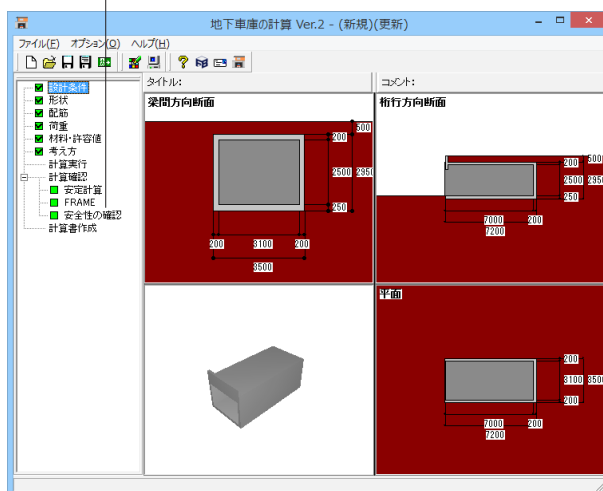 地下車庫の計算 Ver.2 - (新規)(更新)
ファイル(F) オプション(O) ヘルプ(H)
設計条件
形状
配筋
荷重
材料・許容値
考え方
計算実行
計算確認
安定計算
FRAME
安全性の確認
計算書作成
タイトル:
コメント:
梁間方向断面
500
200
2500 2950
250
200 3100 200
3500
桁行方向断面
200 500
2500 2950
250
7000 200
7200
平面
200
3100 3500
200
7000 200
7200